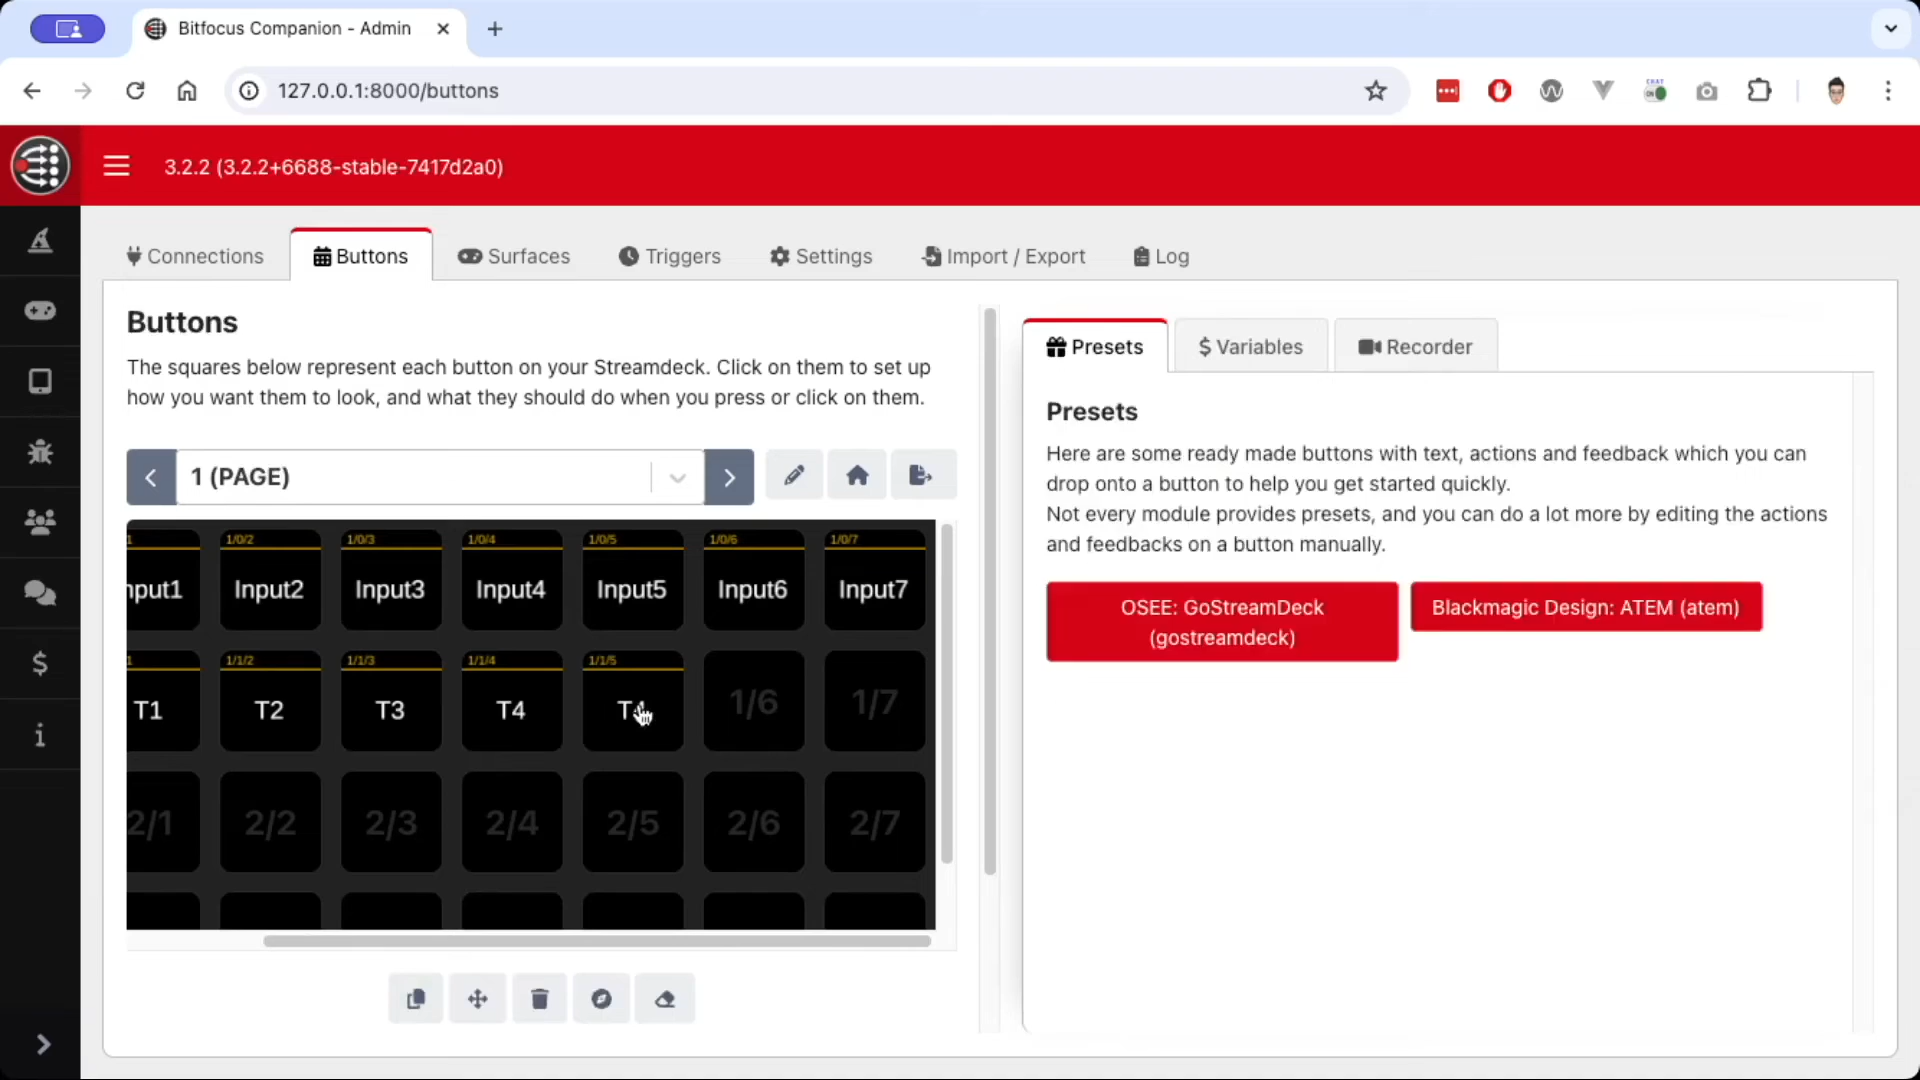 Bitfocus Companion - Admin
127.0.0.1:8000/buttons
CHAT
ON
3.2.2 (3.2.2+6688-stable-7417d2a0)
Connections
Buttons
Surfaces
Triggers
Settings
Import / Export
Log
Buttons
The squares below represent each button on your Streamdeck. Click on them to set up
how you want them to look, and what they should do when you press or click on them.
1 (PAGE)
1 1/0/2 1/0/3 1/0/4 1/0/5 1/0/6 1/0/7
nput1 Input2 Input3 Input4 Input5 Input6 Input7
1 1/1/2 1/1/3 1/1/4 1/1/5
T1 T2 T3 T4 T 1/6 1/7
2/1 2/2 2/3 2/4 2/5 2/6 2/7
Presets
$ Variables
Recorder
Presets
Here are some ready made buttons with text, actions and feedback which you can
drop onto a button to help you get started quickly.
Not every module provides presets, and you can do a lot more by editing the actions
and feedbacks on a button manually.
OSEE: GoStreamDeck
(gostreamdeck)
Blackmagic Design: ATEM (atem)